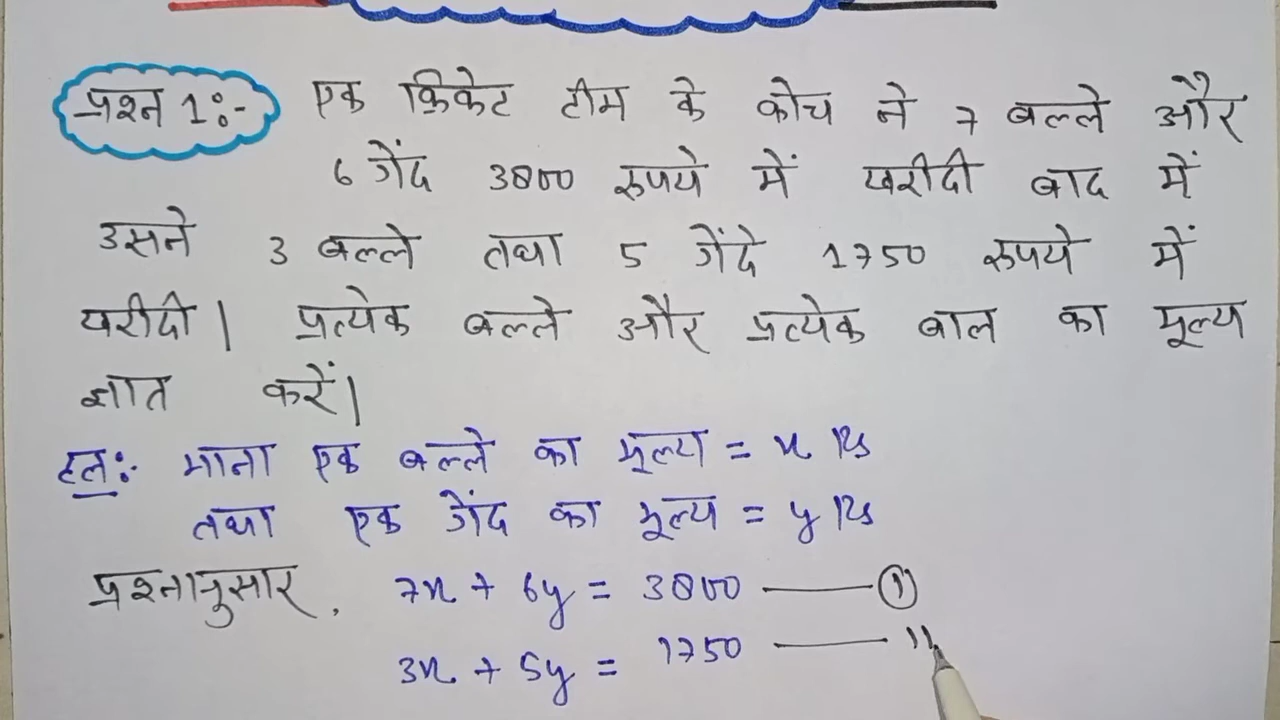 प्रश्न 1:- एक क्रिकेट टीम के कोच ने 7 बल्ले और
6 गेंद 3800 रुपये में खरीदी बाद में
उसने 3 बल्ले तथा 5 गेंदे 1750 रुपये में
खरीदी। प्रत्येक बल्ले और प्रत्येक बाल का मूल्य
ज्ञात करें।
हल:- माना एक बल्ले का मूल्य = x Rs
तथा एक गेंद का मूल्य = y Rs
प्रश्नानुसार, 7x + 6y = 3800 —— ①
3x + 5y = 1750 —— 11